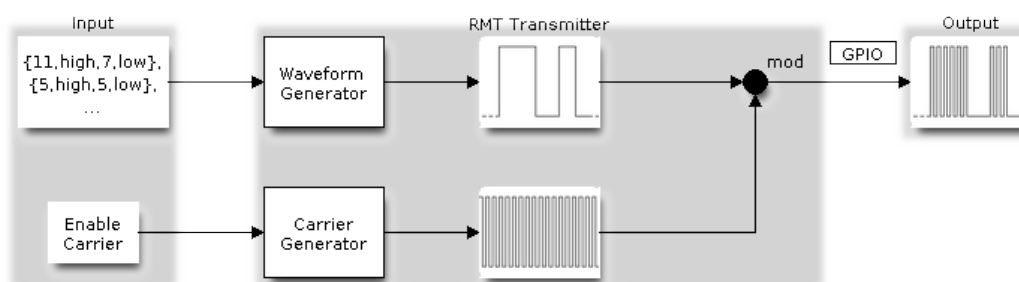 Input
RMT Transmitter
Output
{11,high,7,low},
{5,high,5,low},
...
Waveform
Generator
mod
GPIO
Enable
Carrier
Carrier
Generator